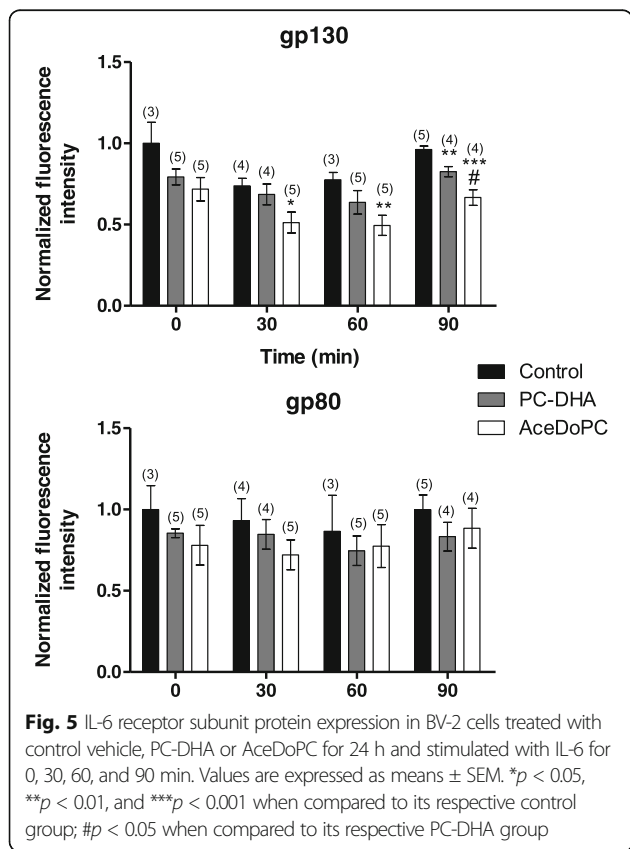 gp130
Normalized fluorescence
intensity
1.5
1.0
0.5
0.0
(3) (5) (5) (4) (5) (5) (3) (5) (5) (5) (4) (4)
* ** ** *** #
0 30 60 90
Time (min)
Control
PC-DHA
AceDoPC
gp80
Normalized fluorescence
intensity
1.5
1.0
0.5
0.0
(3) (5) (5) (4) (4) (5) (3) (5) (5) (5) (4) (4)
0 30 60 90
Fig. 5 IL-6 receptor subunit protein expression in BV-2 cells treated with
control vehicle, PC-DHA or AceDoPC for 24 h and stimulated with IL-6 for
0, 30, 60, and 90 min. Values are expressed as means ± SEM. *p < 0.05,
**p < 0.01, and ***p < 0.001 when compared to its respective control
group; #p < 0.05 when compared to its respective PC-DHA group